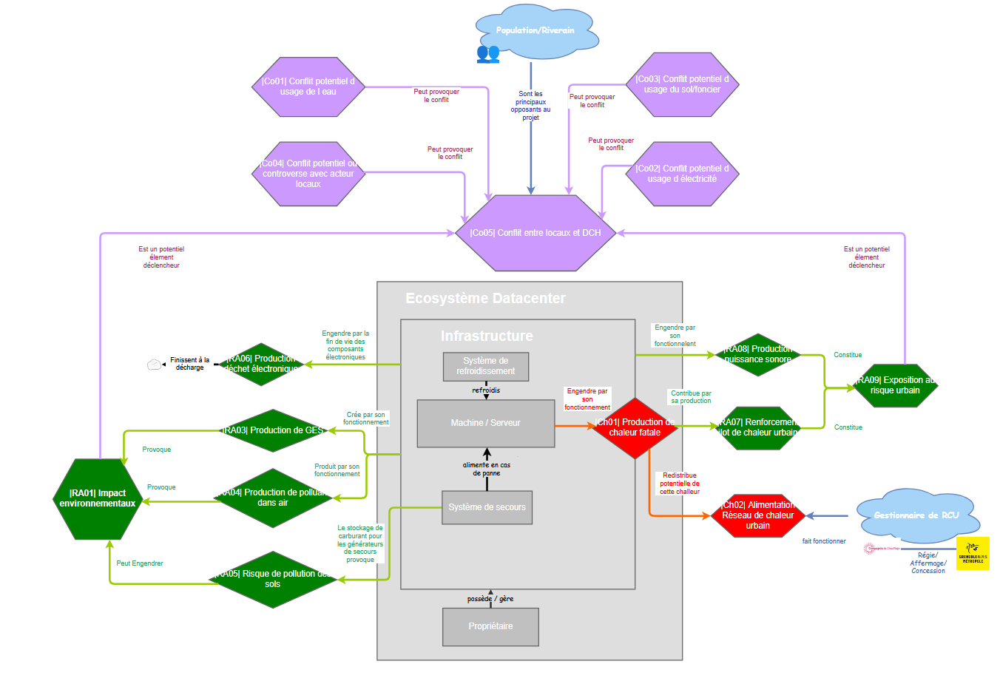 Population/Riverain
|Co01| Conflit potentiel d
usage de l eau
Peut provoquer
le conflit
Sont les
principaux
opposants au
projet
Peut provoquer
le conflit
|Co03| Conflit potentiel d
usage du sol/foncier
|Co04| Conflit potentiel ou
controverse avec acteur
locaux
Peut provoquer
le conflit
Peut provoquer
le conflit
|Co02| Conflit potentiel d
usage d électricité
|Co05| Conflit entre locaux et DCH
Est un potentiel
élement
déclencheur
Est un potentiel
élement
déclencheur
Ecosystème Datacenter
Infrastructure
Système de
refroidissement
refroidis
Machine / Serveur
alimente en cas
de panne
Système de secours
possède / gère
Propriétaire
Engendre par la
fin de vie des
composants
électroniques
|RA06| Production
déchet électronique
Finissent à la
décharge
Crée par son
fonctionnement
|RA03| Production de GES
Provoque
Produit par son
fonctionnement
|RA04| Production de polluan
dans air
Provoque
|RA01| Impact
environnementaux
Le stockage de
carburant pour
les générateurs
de secours
provoque
|RA05| Risque de pollution des
sols
Peut Engendrer
Engendre par
son
fonctionnement
|Ch01| Production de
chaleur fatale
Engendre par
son
fonctionnelent
|RA08| Production
nuissance sonore
Constitue
|RA09| Exposition au
risque urbain
Contribue par
sa production
|RA07| Renforcemen
ilot de chaleur urbain
Constitue
Redistribue
potentielle de
cette challeur
|Ch02| Alimentation
Réseau de chaleur
urbain
fait fonctionner
Gestionnaire de RCU
Compagnie de Chauffage
Régie/
Affermage/
Concession
GRENOBLEALPES
MÉTROPOLE